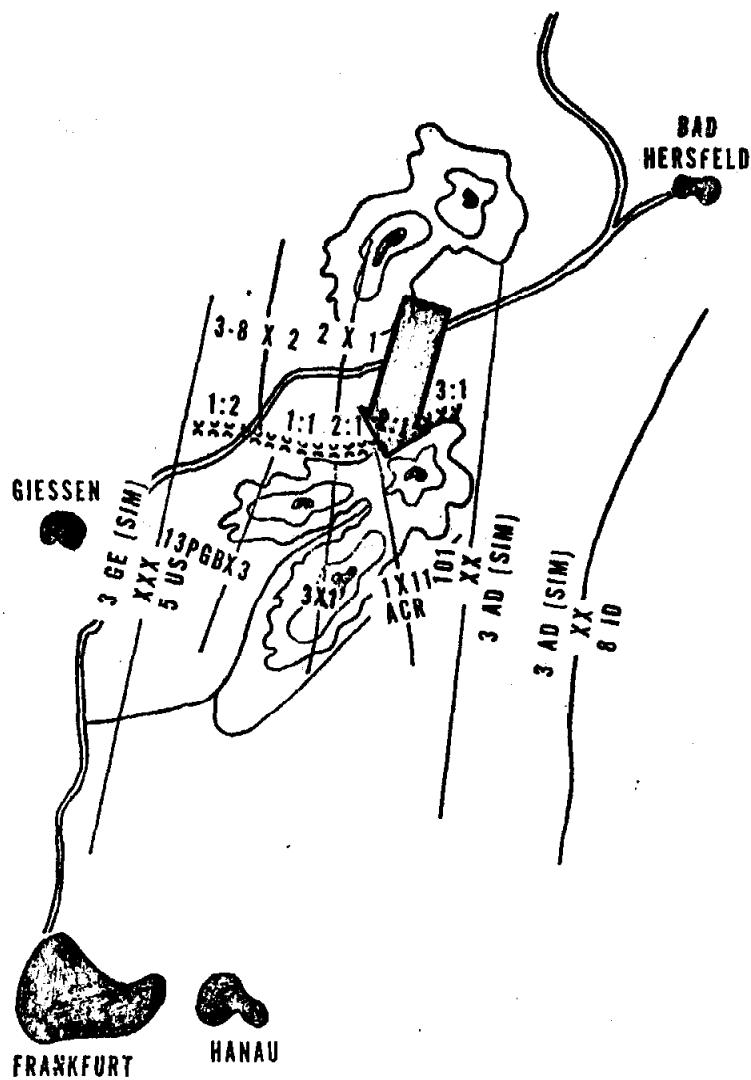 BAD
HERSFELD
3-8 X 2
2 X 1
3:1
1:2
1:1
2:1
GIESSEN
3 GE [SIM]
XXX
5 US
13PGBX3
3X1
1X11
ACR
101
XX
3 AD [SIM]
3 AD [SIM]
XX
8 ID
FRANKFURT
HANAU